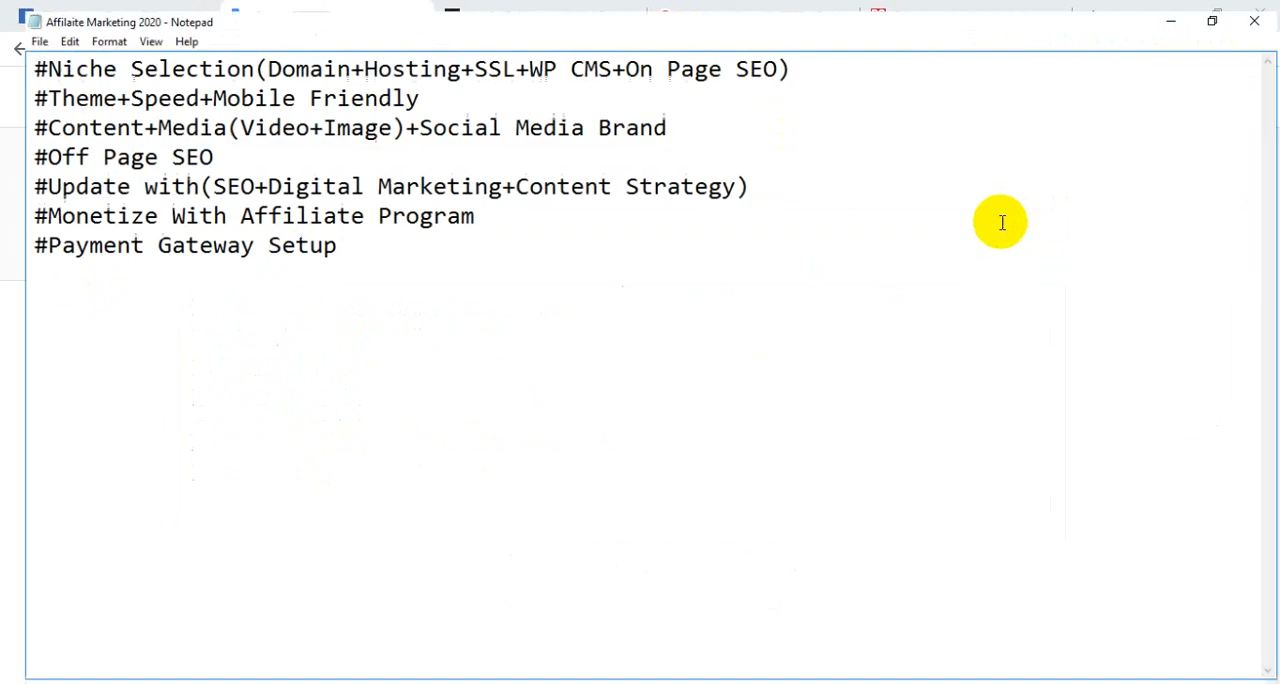 Affilaite Marketing 2020 - Notepad
File Edit Format View Help
#Niche Selection(Domain+Hosting+SSL+WP CMS+On Page SEO)
#Theme+Speed+Mobile Friendly
#Content+Media(Video+Image)+Social Media Brand
#Off Page SEO
#Update with(SEO+Digital Marketing+Content Strategy)
#Monetize With Affiliate Program
#Payment Gateway Setup